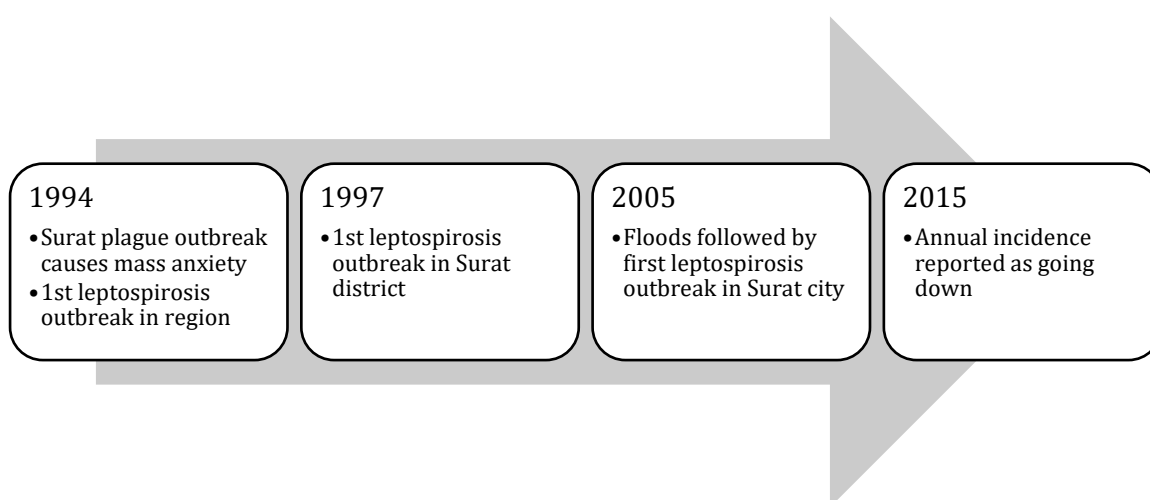 1994
•Surat plague outbreak
causes mass anxiety
•1st leptospirosis
outbreak in region
1997
•1st leptospirosis
outbreak in Surat
district
2005
•Floods followed by
first leptospirosis
outbreak in Surat city
2015
•Annual incidence
reported as going
down